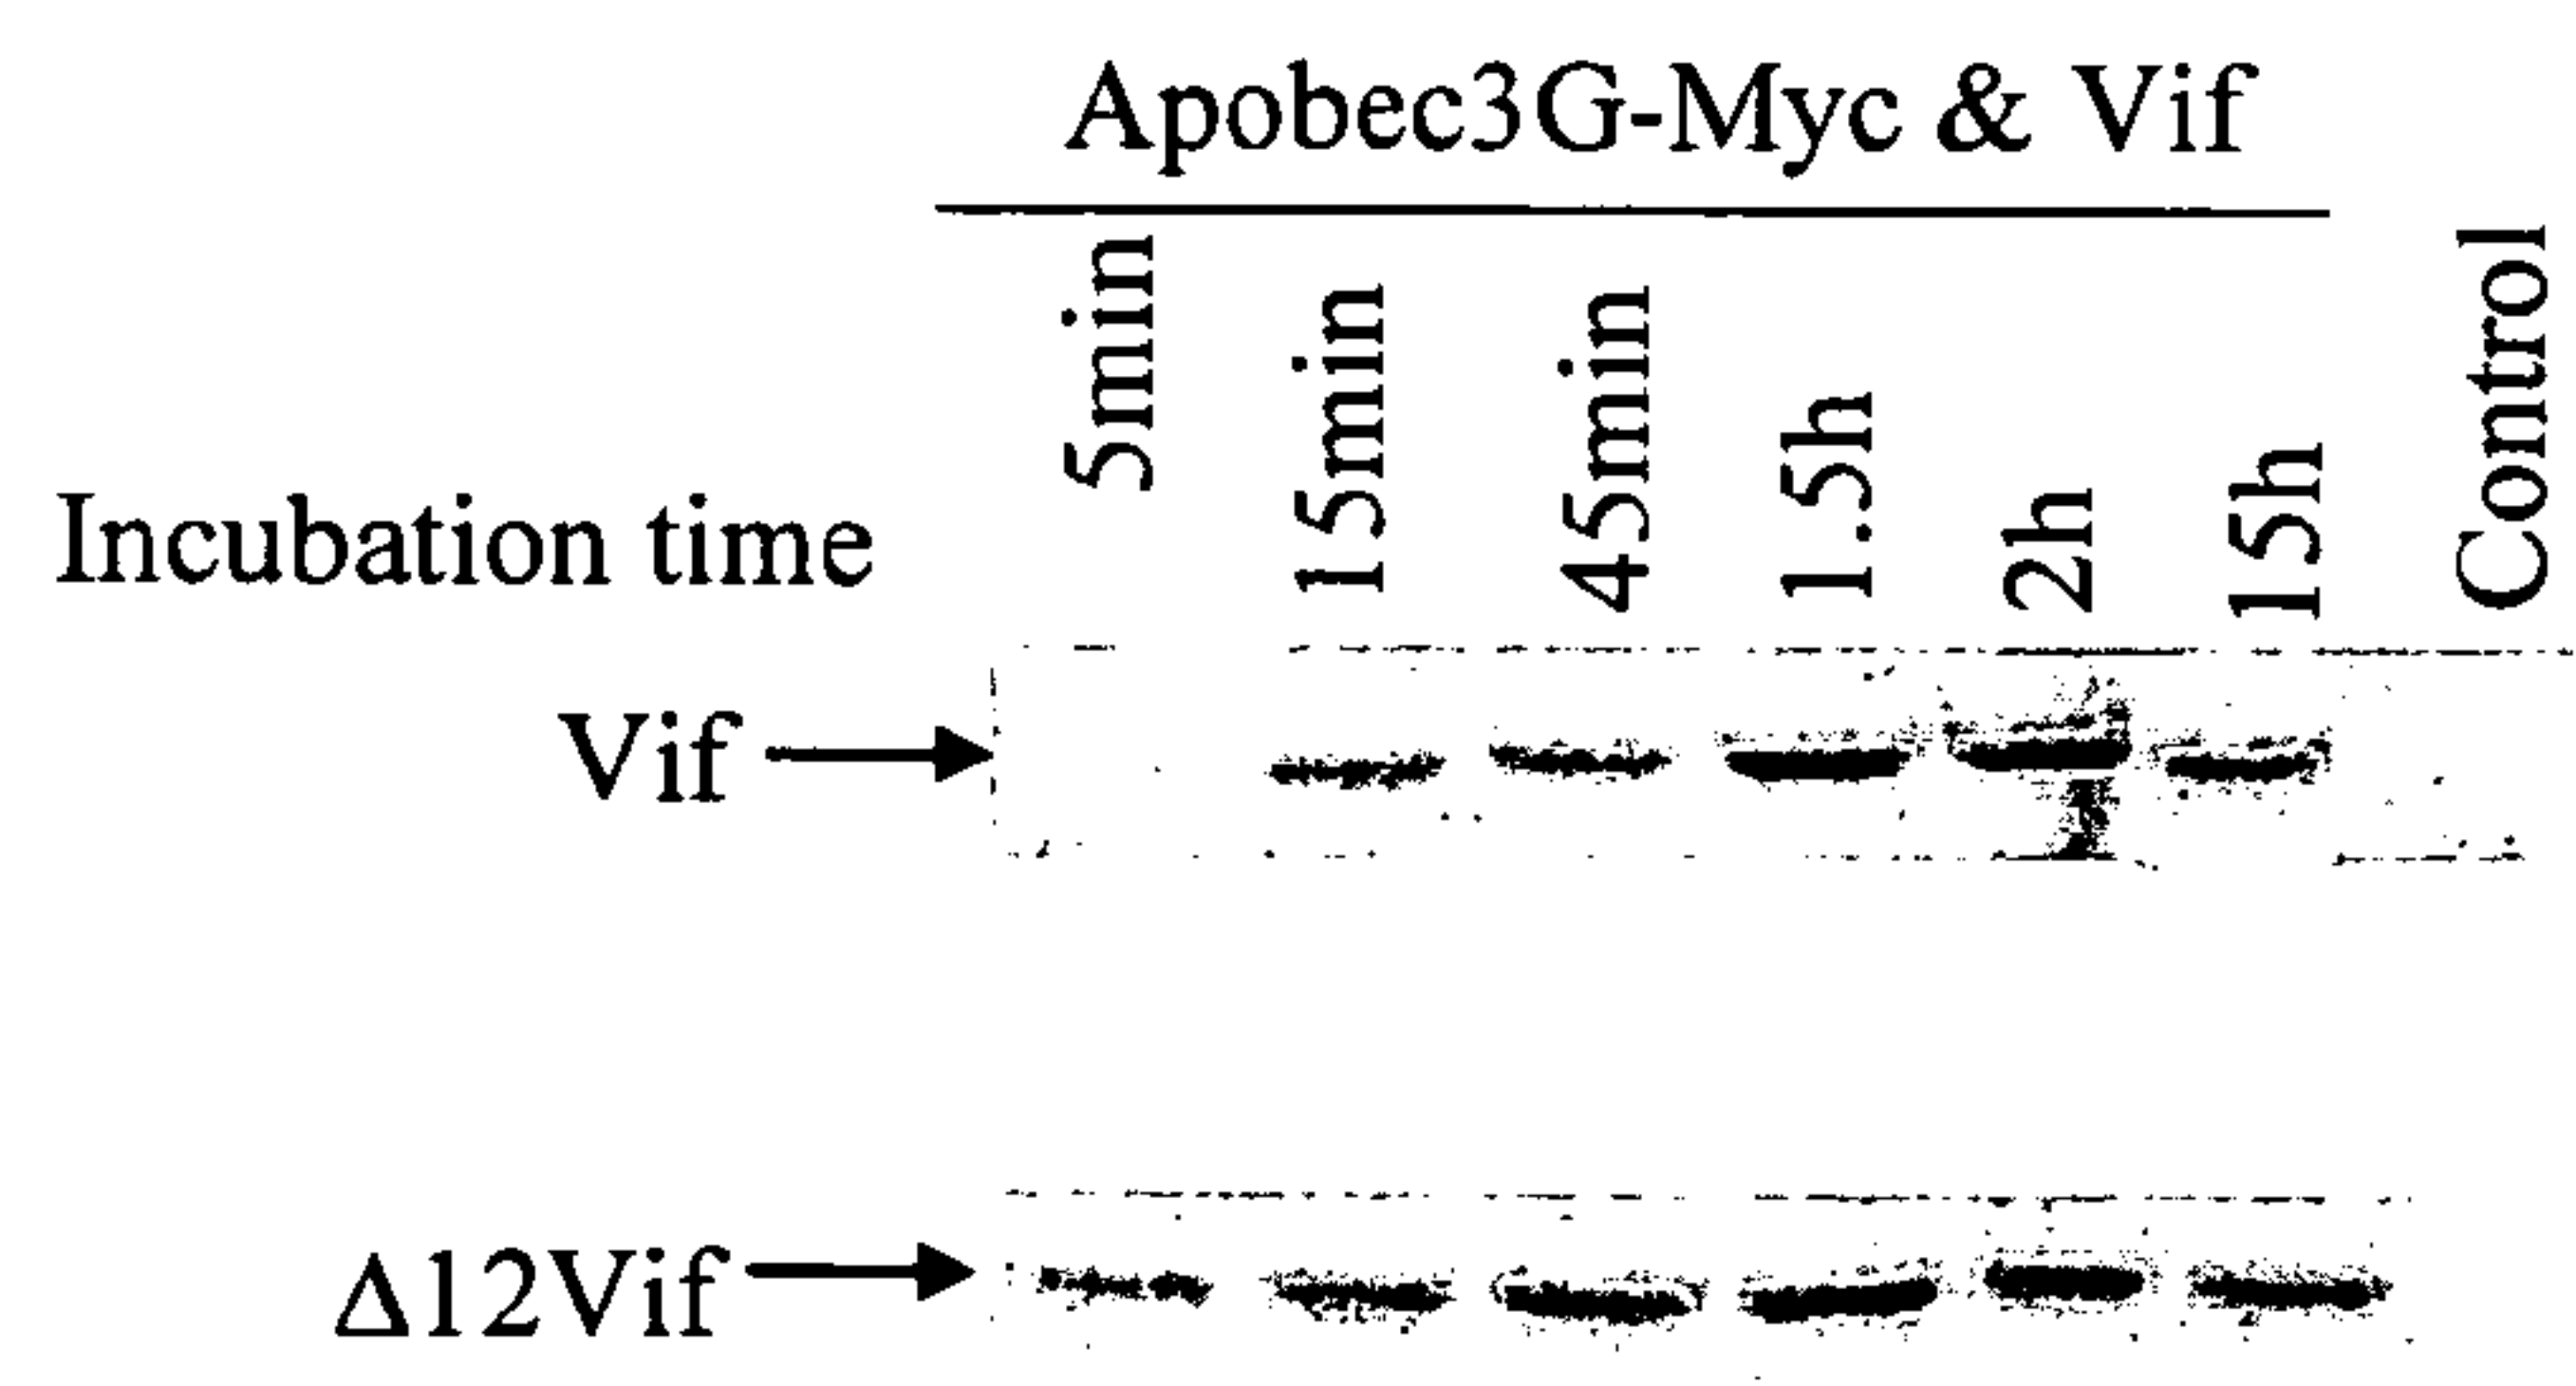 Apobec3G-Myc & Vif
Incubation time
5min
15min
45min
1.5h
2h
15h
Control
Vif
Δ12Vif